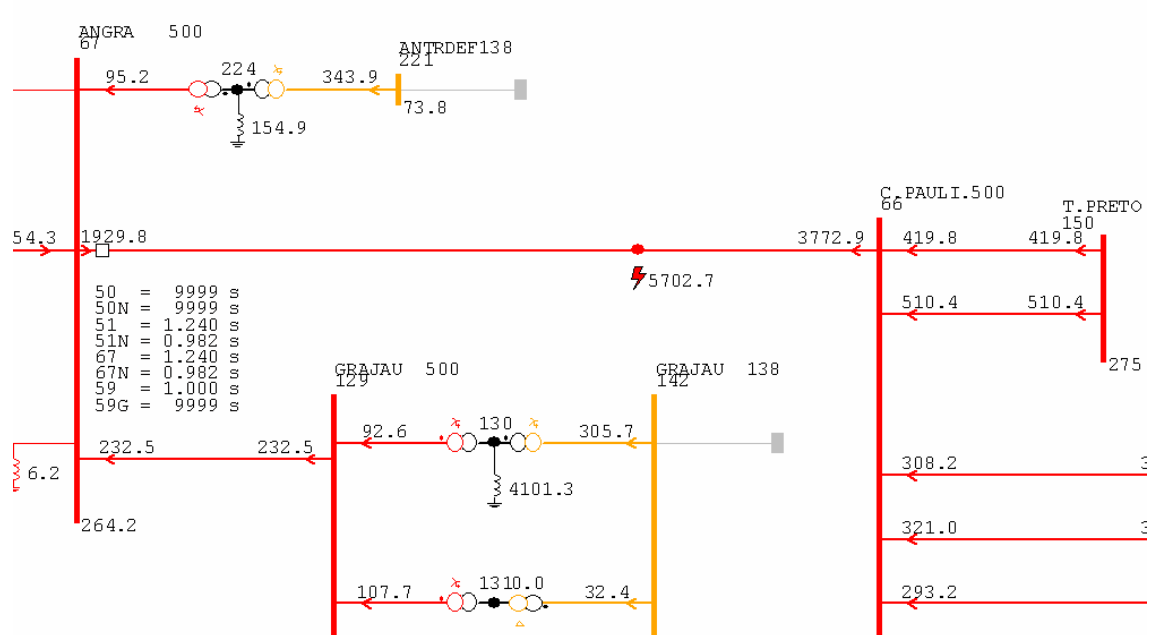 ANGRA 500
67
95.2
224
343.9
ANTRDEF138
221
73.8
154.9
54.3
1929.8
3772.9
C.PAULI.500
66
419.8
419.8
T.PRETO
150
5702.7
510.4
510.4
275
50 = 9999 s
50N = 9999 s
51 = 1.240 s
51N = 0.982 s
67 = 1.240 s
67N = 0.982 s
59 = 1.000 s
59G = 9999 s
GRAJAU 500
129
GRAJAU 138
142
92.6
130
305.7
4101.3
232.5
232.5
6.2
264.2
308.2
321.0
293.2
107.7
1310.0
32.4